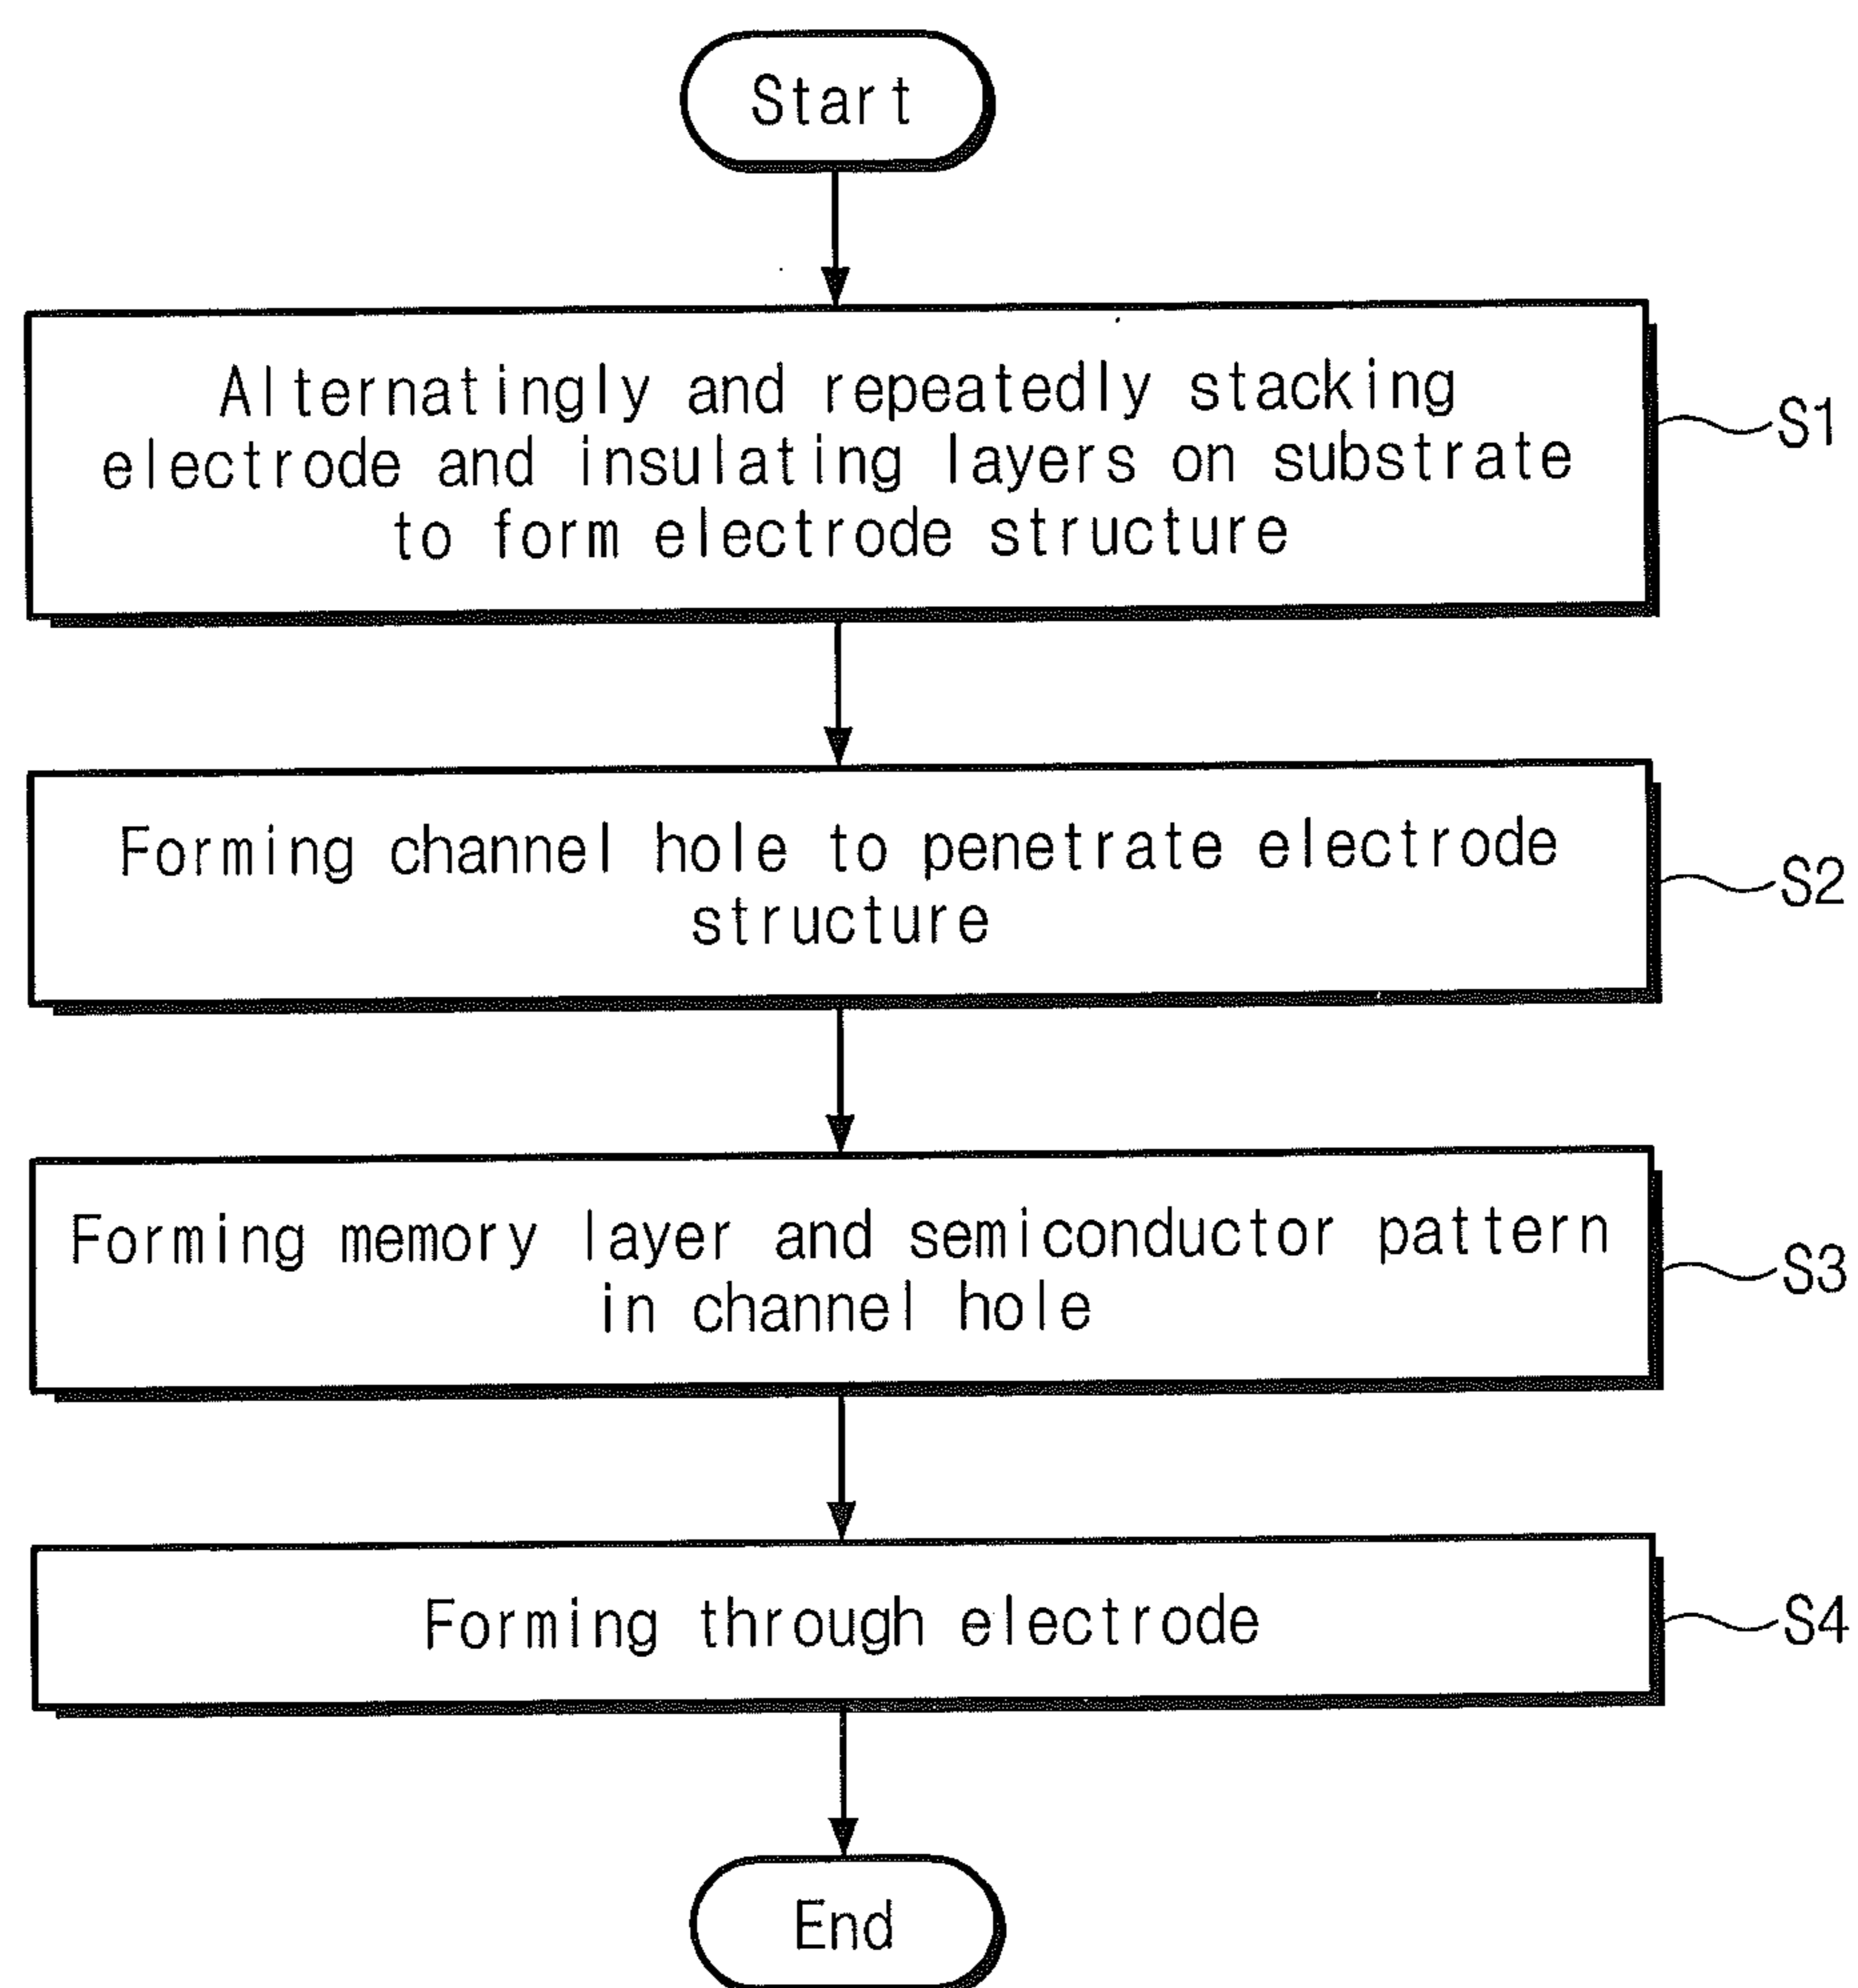 Start
Alternatingly and repeatedly stacking
electrode and insulating layers on substrate
to form electrode structure
S1
Forming channel hole to penetrate electrode
structure
S2
Forming memory layer and semiconductor pattern
in channel hole
S3
Forming through electrode
S4
End